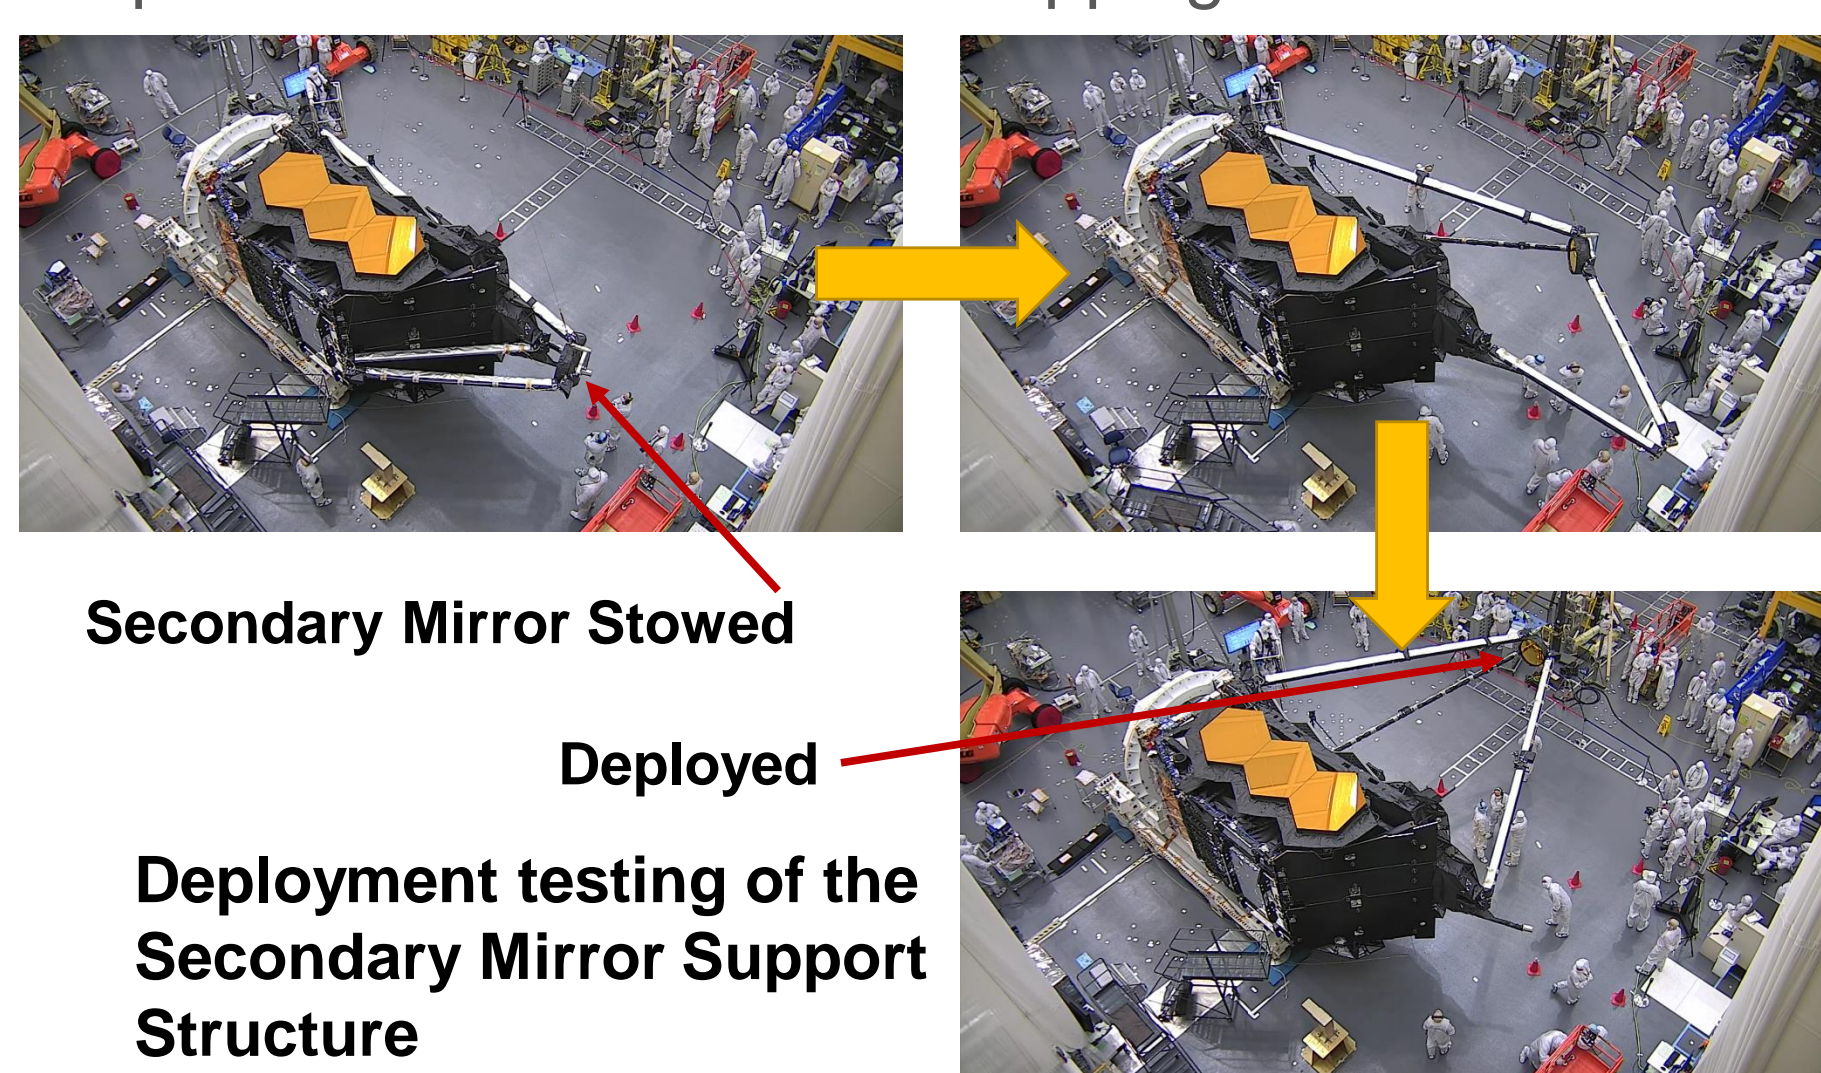 Secondary Mirror Stowed
Deployed
Deployment testing of the
Secondary Mirror Support
Structure